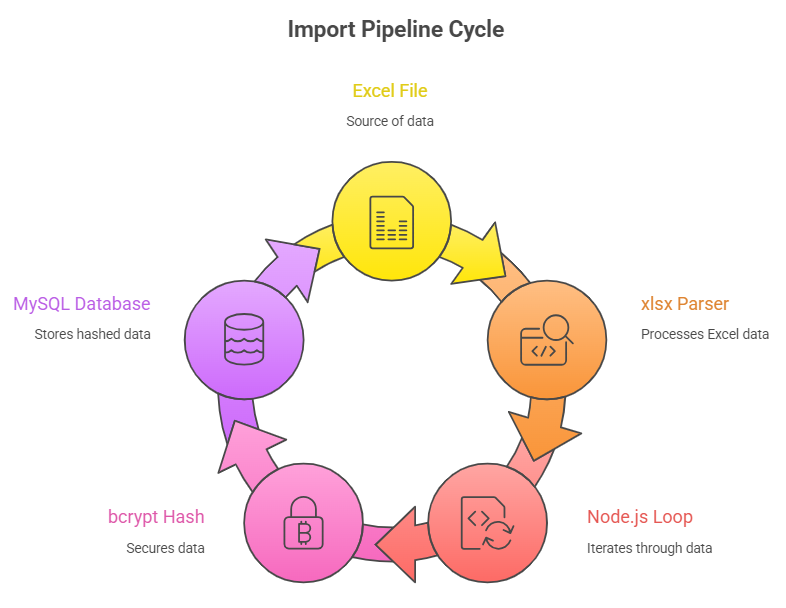 Import Pipeline Cycle
Excel File
Source of data
MySQL Database
Stores hashed data
xlsx Parser
Processes Excel data
bcrypt Hash
Secures data
Node.js Loop
Iterates through data